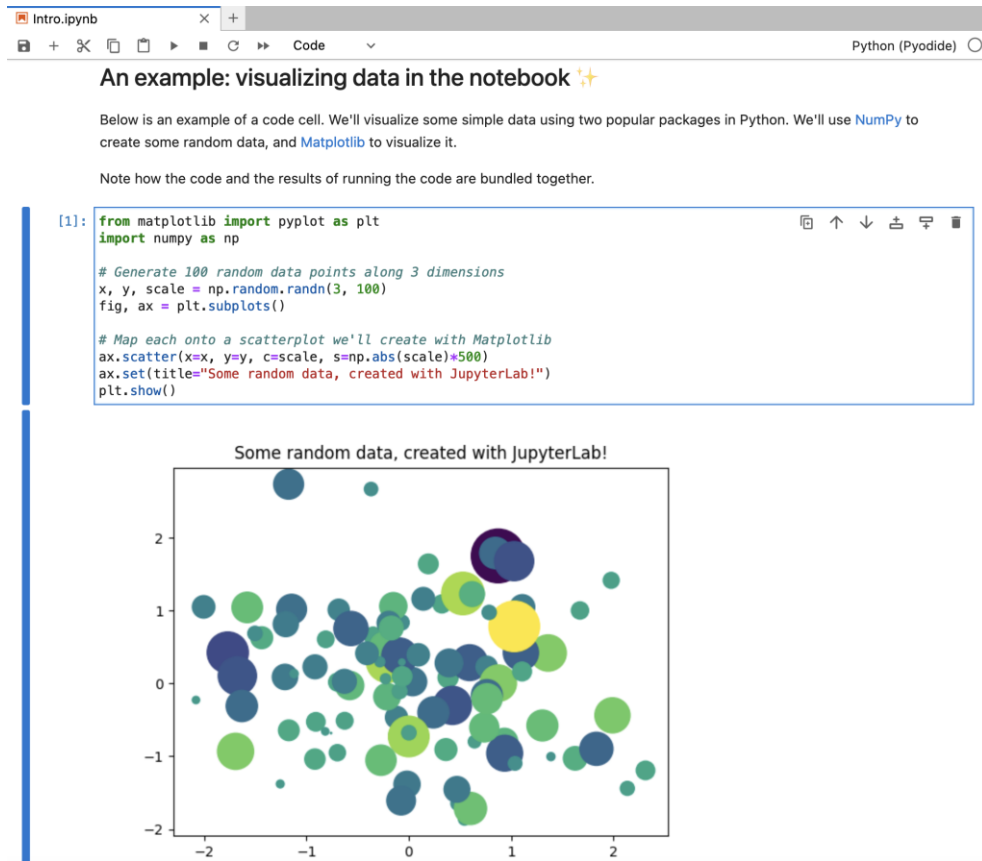 Intro.ipynb
Code
Python (Pyodide)
An example: visualizing data in the notebook ✨
Below is an example of a code cell. We'll visualize some simple data using two popular packages in Python. We'll use NumPy to
create some random data, and Matplotlib to visualize it.
Note how the code and the results of running the code are bundled together.
[1]:
from matplotlib import pyplot as plt
import numpy as np
# Generate 100 random data points along 3 dimensions
x, y, scale = np.random.randn(3, 100)
fig, ax = plt.subplots()
# Map each onto a scatterplot we'll create with Matplotlib
ax.scatter(x=x, y=y, c=scale, s=np.abs(scale)*500)
ax.set(title="Some random data, created with JupyterLab!")
plt.show()
Some random data, created with JupyterLab!
2
1
0
−1
−2
−2 −1 0 1 2